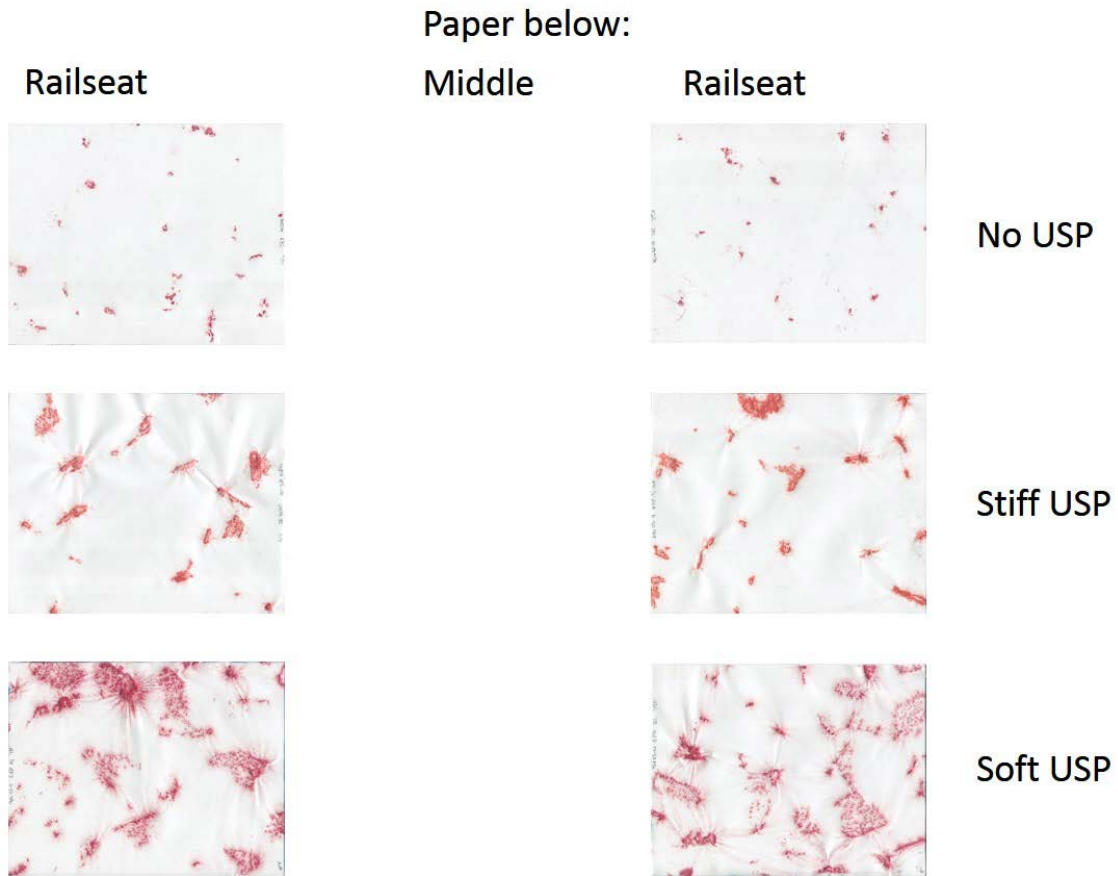 Paper below:
Railseat Middle Railseat
No USP
Stiff USP
Soft USP